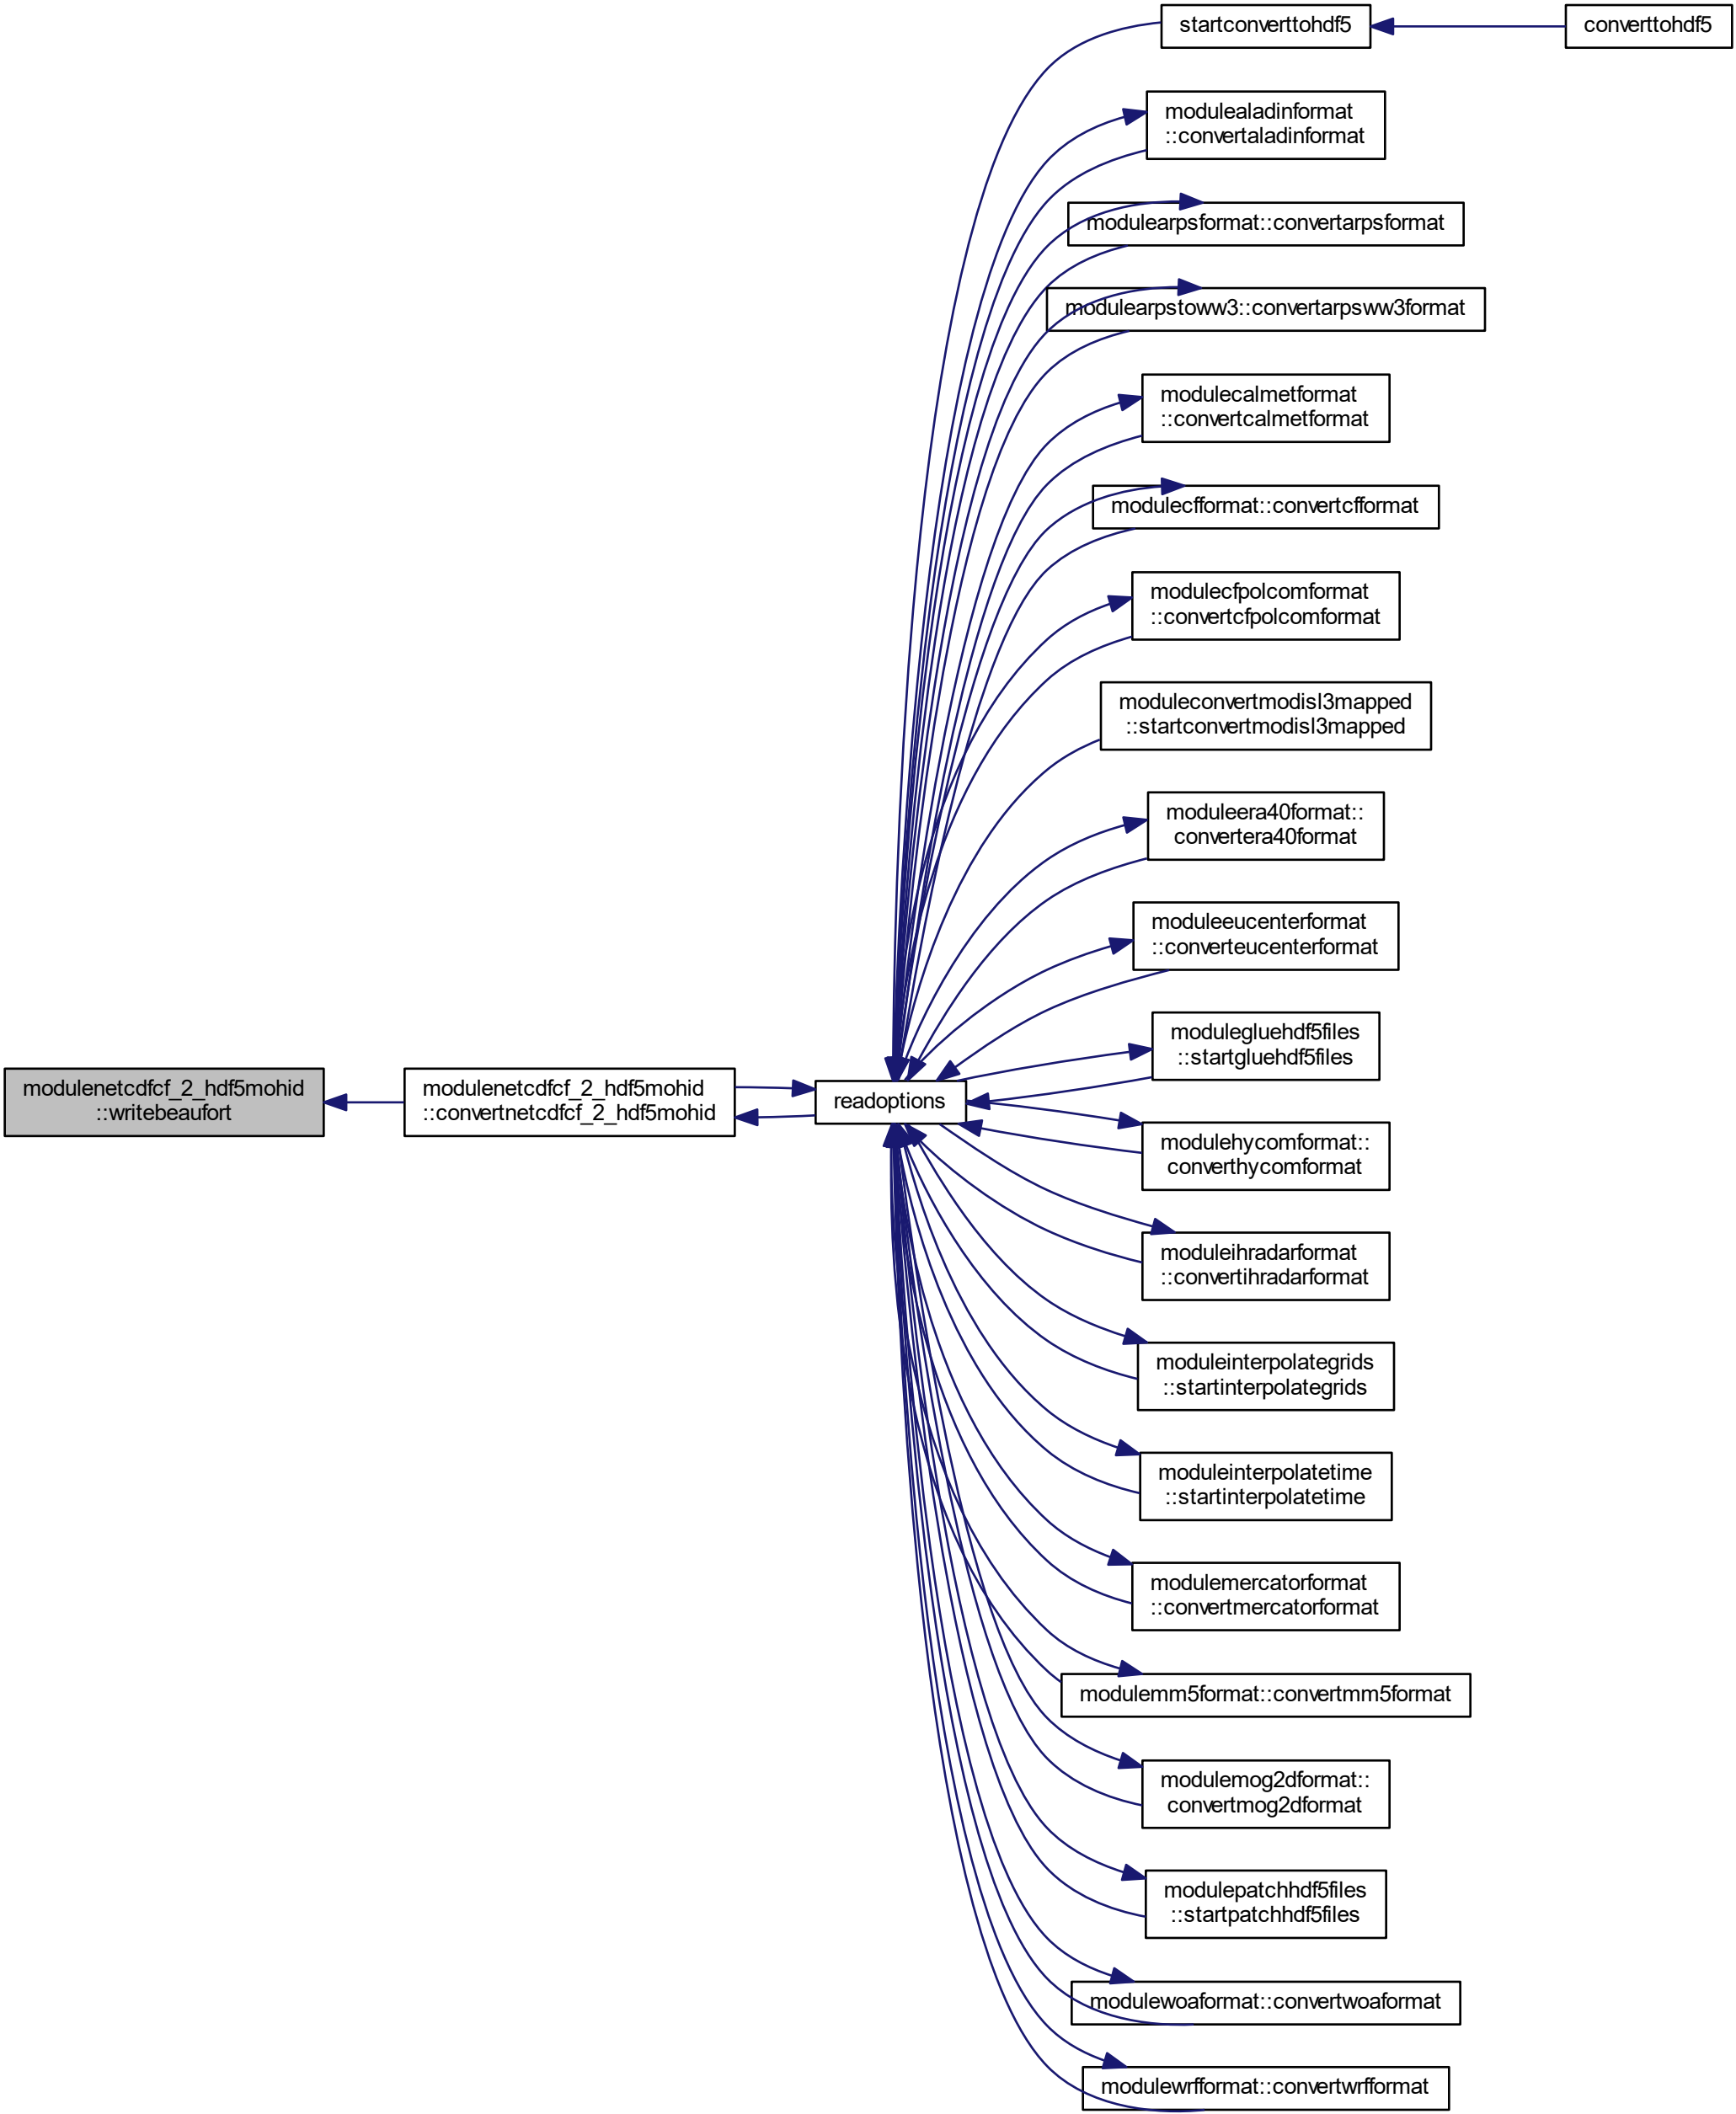 startconverttohdf5
converttohdf5
modulealadinformat
::convertaladinformat
modulearpsformat::convertarpsformat
modulearpstoww3::convertarpsww3format
modulecalmetformat
::convertcalmetformat
modulecfformat::convertcfformat
modulecfpolcomformat
::convertcfpolcomformat
moduleconvertmodisl3mapped
::startconvertmodisl3mapped
moduleera40format::
convertera40format
moduleeucenterformat
::converteucenterformat
modulegluehdf5files
::startgluehdf5files
modulenetcdfcf_2_hdf5mohid
::writebeaufort
modulenetcdfcf_2_hdf5mohid
::convertnetcdfcf_2_hdf5mohid
readoptions
modulehycomformat::
converthycomformat
moduleihradarformat
::convertihradarformat
moduleinterpolategrids
::startinterpolategrids
moduleinterpolatetime
::startinterpolatetime
modulemercatorformat
::convertmercatorformat
modulemm5format::convertmm5format
modulemog2dformat::
convertmog2dformat
modulepatchhdf5files
::startpatchhdf5files
modulewoaformat::convertwoaformat
modulewrfformat::convertwrfformat